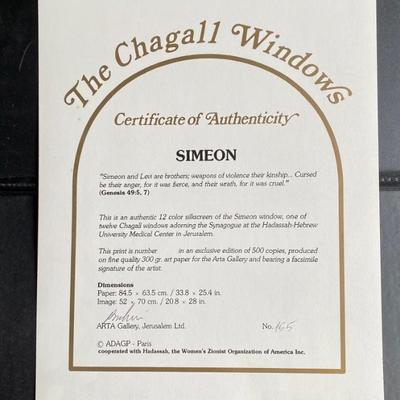 The Chagall Windows
Certificate of Authenticity
SIMEON
"Simeon and Levi are brothers; weapons of violence their kinship... Cursed
be their anger, for it was fierce, and their wrath, for it was cruel."
(Genesis 49:5, 7)
This is an authentic 12 color silkscreen of the Simeon window, one of
twelve Chagall windows adorning the Synagogue at the Hadassah-Hebrew
University Medical Center in Jerusalem.
This print is number in an exclusive edition of 500 copies, produced
on fine quality 300 gr. art paper for the Arta Gallery and bearing a facsimile
signature of the artist.
Dimensions
Paper: 84.5 x 63.5 cm. / 33.8 x 25.4 in.
Image: 52 x 70 cm. / 20.8 x 28 in.
ARTA Gallery, Jerusalem Ltd. No. 165
© ADAGP - Paris
cooperated with Hadassah, the Women's Zionist Organization of America Inc.